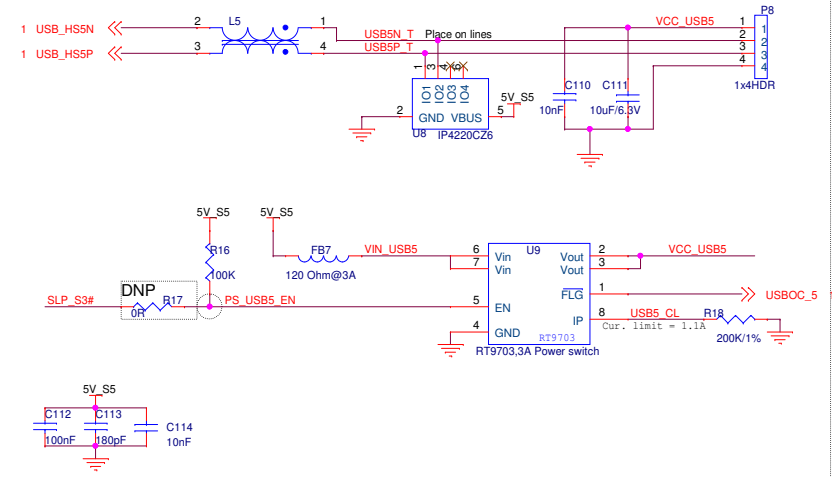 P8
L5
VCC_USB5
1 USB_HS5N
2
1
USB5N_T Place on lines
1
1
2
2
1 USB_HS5P
3
4
USB5P_T
3
3
4
4
1x4HDR
1
3
4
6
IO1
IO2
IO3
IO4
C110
10nF
C111
10uF/6.3V
2
GND VBUS
5
5V_S5
U8
IP4220CZ6
5V_S5
5V_S5
R16
100K
FB7
120 Ohm@3A
VIN_USB5
6
7
Vin
Vin
U9
Vout
Vout
2
3
VCC_USB5
FLG
1
USBOC_5
DNP
SLP_S3#
R17
0R
PS_USB5_EN
5
EN
IP
8
USB5_CL
R18
Cur. limit = 1.1A
200K/1%
4
GND
RT9703
RT9703,3A Power switch
5V_S5
C112
100nF
C113
180pF
C114
10nF